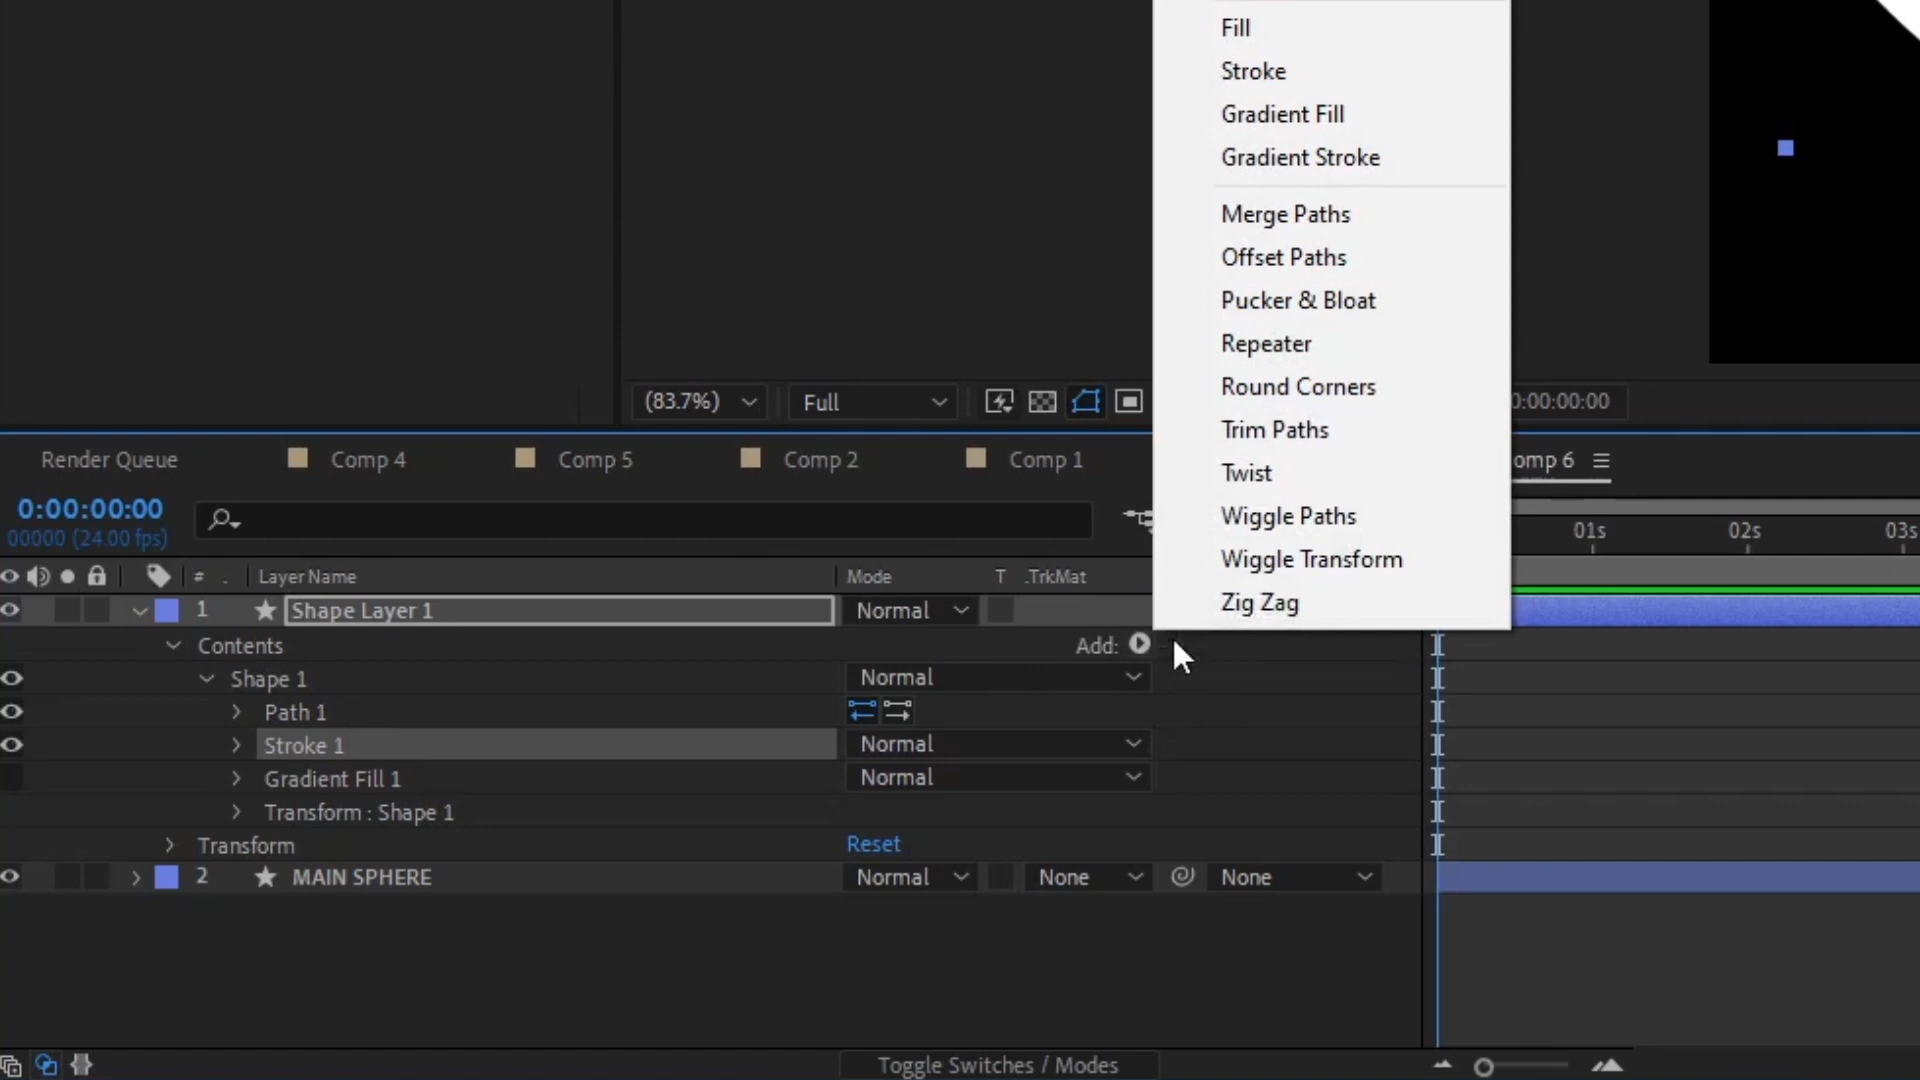 Fill
Stroke
Gradient Fill
Gradient Stroke
Merge Paths
Offset Paths
Pucker & Bloat
Repeater
Round Corners
Trim Paths
Twist
Wiggle Paths
Wiggle Transform
Zig Zag
(83.7%) Full
0:00:00:00
Render Queue Comp 4 Comp 5 Comp 2 Comp 1 omp 6
0:00:00:00
00000 (24.00 fps)
01s 02s 03s
# . Layer Name Mode T .TrkMat
1 Shape Layer 1 Normal
Contents Add:
Shape 1 Normal
Path 1
Stroke 1 Normal
Gradient Fill 1 Normal
Transform : Shape 1
Transform Reset
2 MAIN SPHERE Normal None None
Toggle Switches / Modes